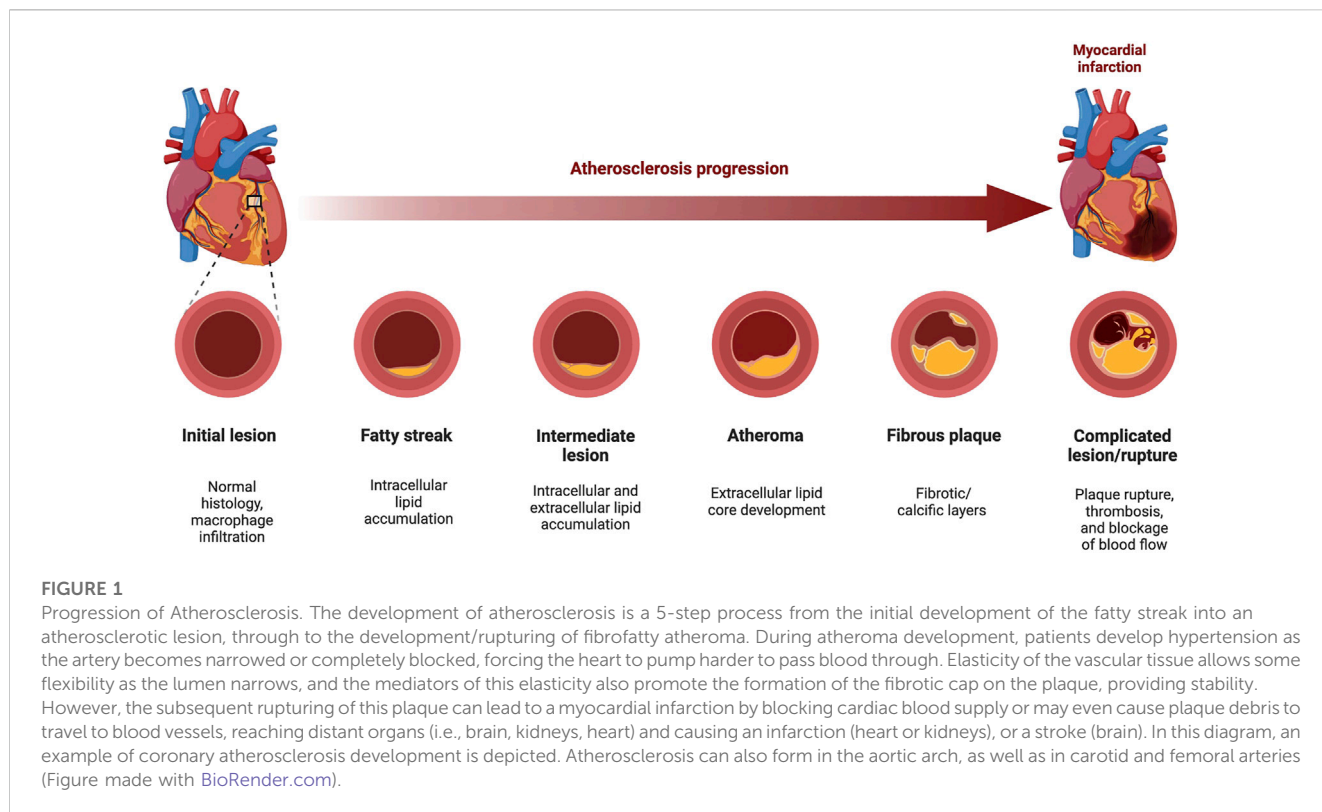 Myocardial
infarction
Atherosclerosis progression
Initial lesion
Normal
histology,
macrophage
infiltration
Fatty streak
Intracellular
lipid
accumulation
Intermediate
lesion
Intracellular and
extracellular lipid
accumulation
Atheroma
Extracellular lipid
core development
Fibrous plaque
Fibrotic/
calcific layers
Complicated
lesion/rupture
Plaque rupture,
thrombosis,
and blockage
of blood flow
FIGURE 1
Progression of Atherosclerosis. The development of atherosclerosis is a 5-step process from the initial development of the fatty streak into an
atherosclerotic lesion, through to the development/rupturing of fibrofatty atheroma. During atheroma development, patients develop hypertension as
the artery becomes narrowed or completely blocked, forcing the heart to pump harder to pass blood through. Elasticity of the vascular tissue allows some
flexibility as the lumen narrows, and the mediators of this elasticity also promote the formation of the fibrotic cap on the plaque, providing stability.
However, the subsequent rupturing of this plaque can lead to a myocardial infarction by blocking cardiac blood supply or may even cause plaque debris to
travel to blood vessels, reaching distant organs (i.e., brain, kidneys, heart) and causing an infarction (heart or kidneys), or a stroke (brain). In this diagram, an
example of coronary atherosclerosis development is depicted. Atherosclerosis can also form in the aortic arch, as well as in carotid and femoral arteries
(Figure made with BioRender.com).